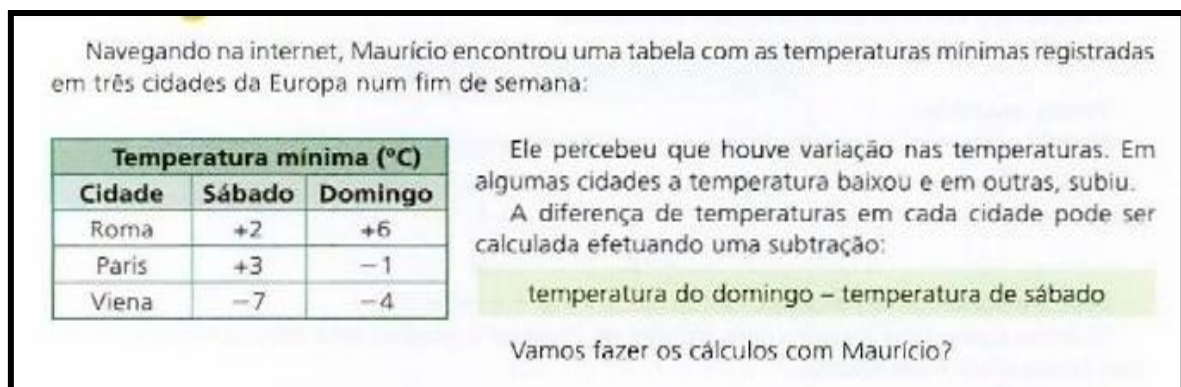 Navegando na internet, Maurício encontrou uma tabela com as temperaturas mínimas registradas
em três cidades da Europa num fim de semana:
Temperatura mínima (ºC)
Cidade Sábado Domingo
Roma +2 +6
Paris +3 −1
Viena −7 −4
Ele percebeu que houve variação nas temperaturas. Em
algumas cidades a temperatura baixou e em outras, subiu.
A diferença de temperaturas em cada cidade pode ser
calculada efetuando uma subtração:
temperatura do domingo – temperatura de sábado
Vamos fazer os cálculos com Maurício?